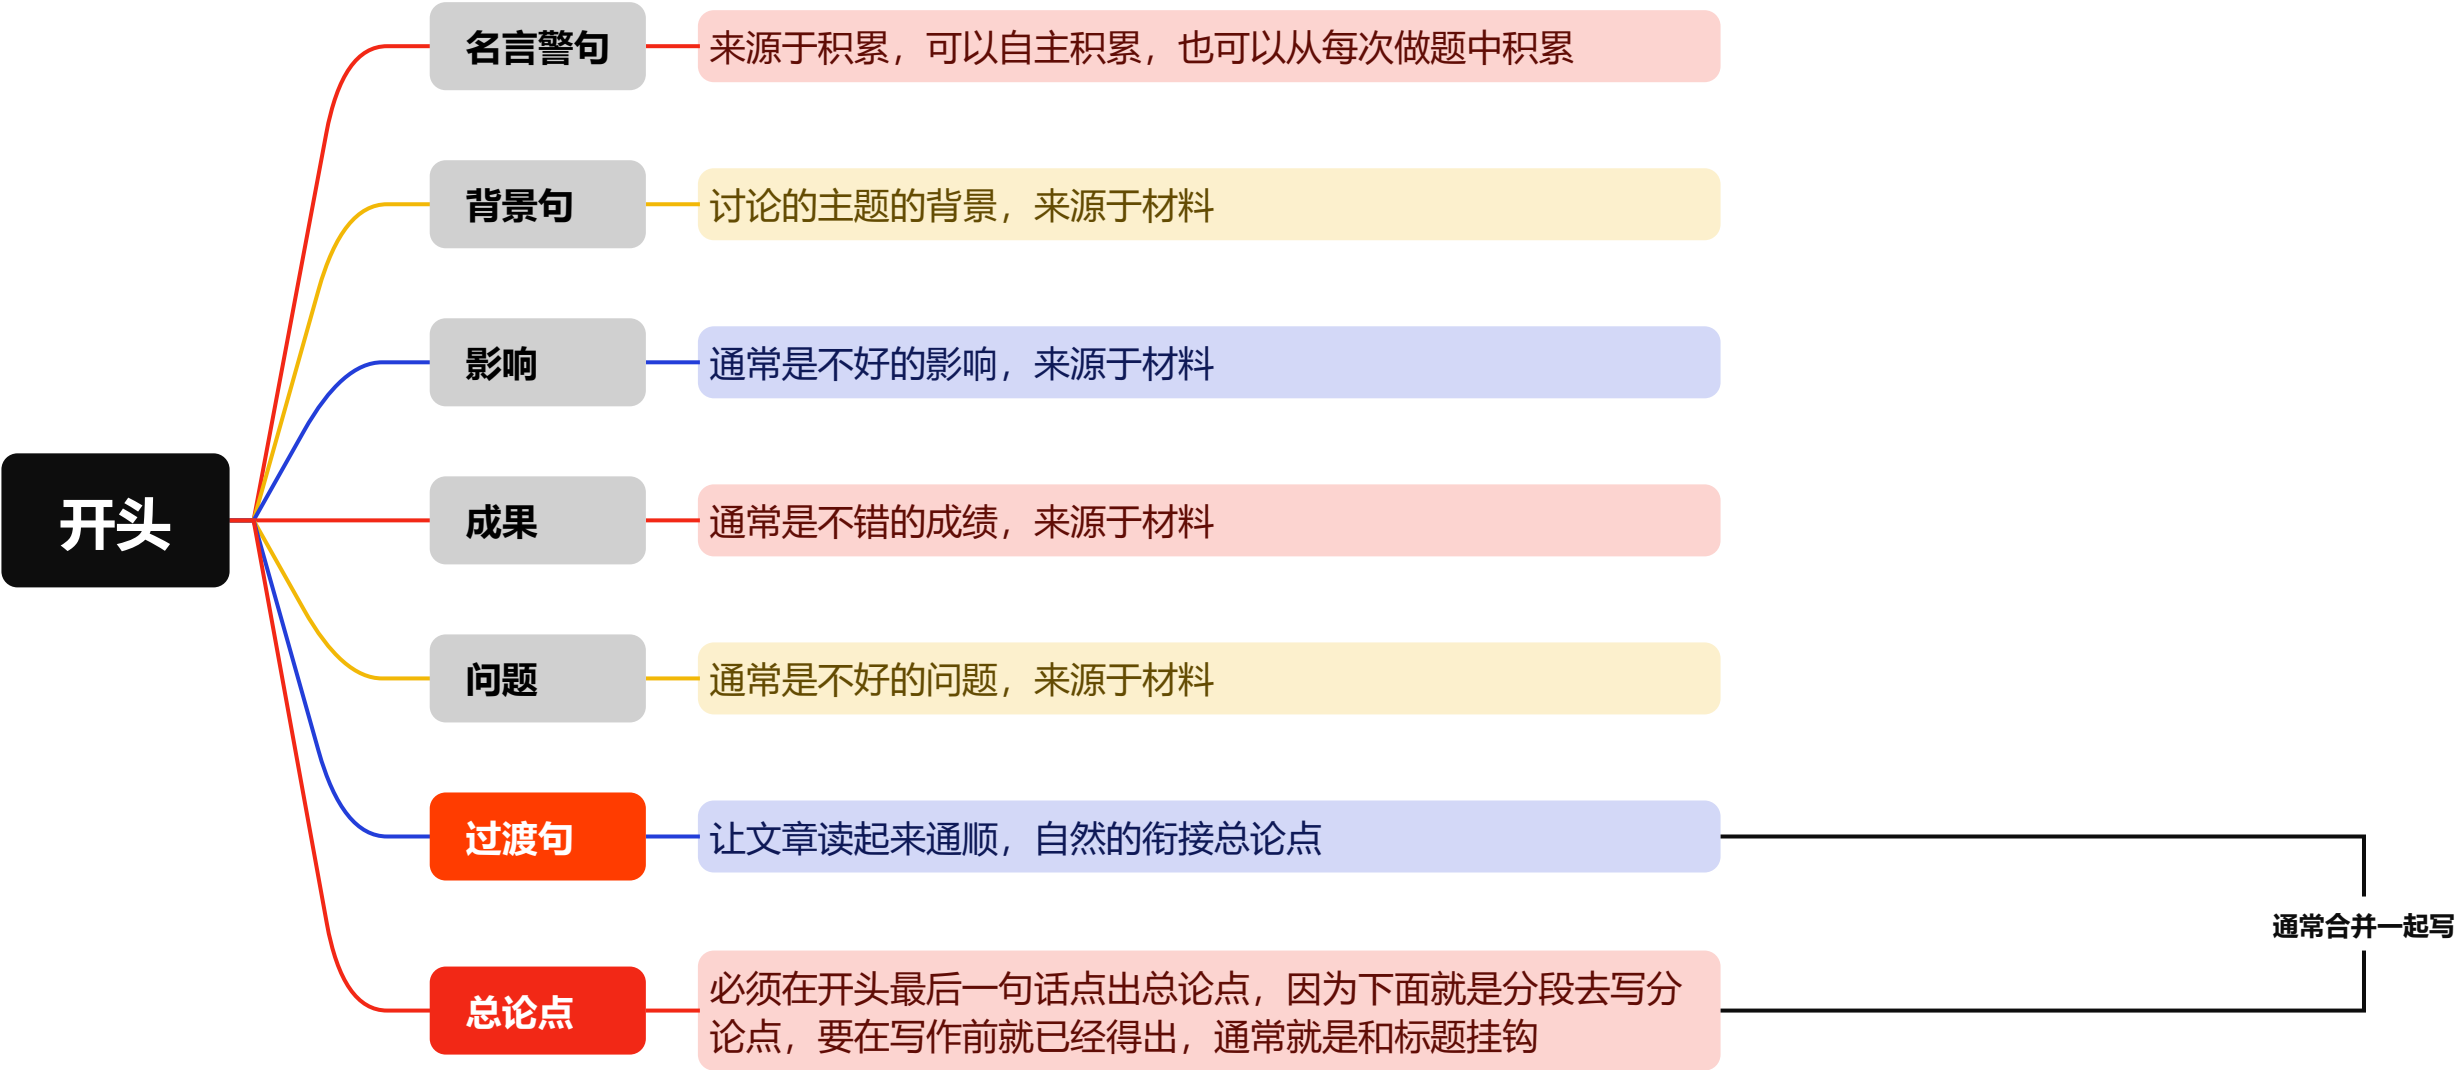 名言警句
来源于积累，可以自主积累，也可以从每次做题中积累
背景句
讨论的主题的背景，来源于材料
影响
通常是不好的影响，来源于材料
开头
成果
通常是不错的成绩，来源于材料
问题
通常是不好的问题，来源于材料
过渡句
让文章读起来通顺，自然的衔接总论点
通常合并一起写
总论点
必须在开头最后一句话点出总论点，因为下面就是分段去写分
论点，要在写作前就已经得出，通常就是和标题挂钩